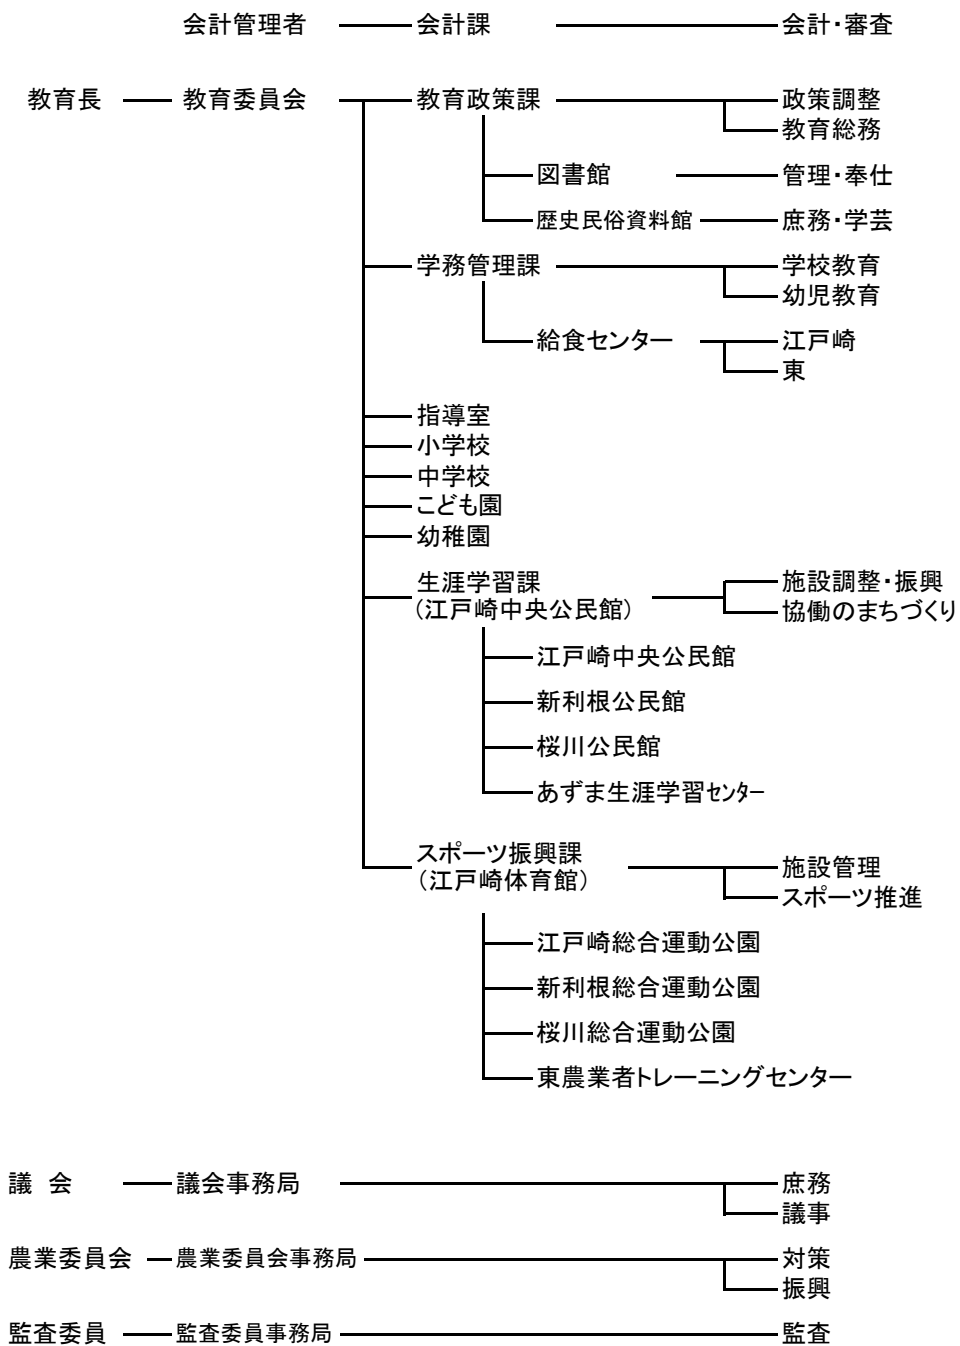 会計管理者 会計課 会計・審査
教育長 教育委員会 教育政策課 政策調整
教育総務
図書館 管理・奉仕
歴史民俗資料館 庶務・学芸
学務管理課 学校教育
幼児教育
給食センター 江戸崎
東
指導室
小学校
中学校
こども園
幼稚園
生涯学習課 施設調整・振興
(江戸崎中央公民館) 協働のまちづくり
江戸崎中央公民館
新利根公民館
桜川公民館
あずま生涯学習ｾﾝﾀｰ
スポーツ振興課 施設管理
(江戸崎体育館) スポーツ推進
江戸崎総合運動公園
新利根総合運動公園
桜川総合運動公園
東農業者トレーニングセンター
議 会 議会事務局 庶務
議事
農業委員会 農業委員会事務局 対策
振興
監査委員 監査委員事務局 監査